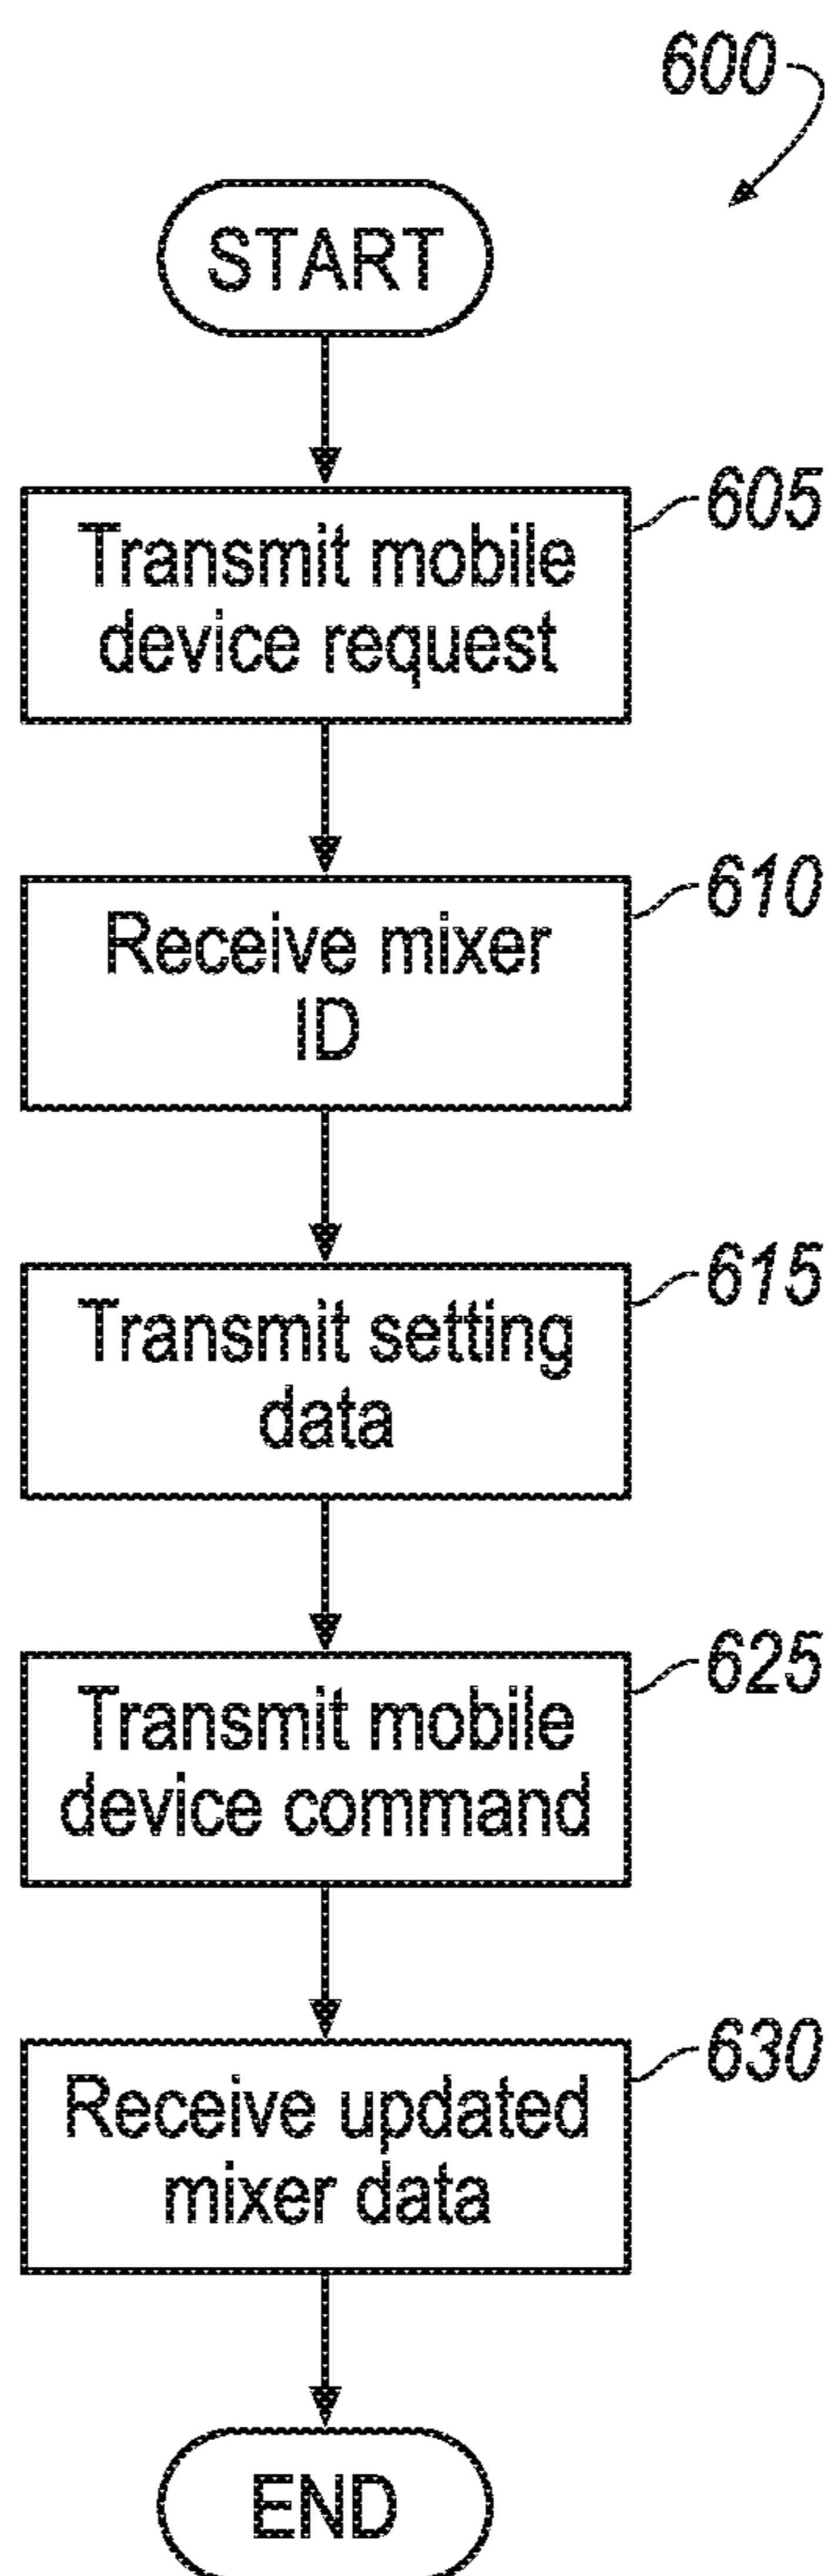 600
START
605
Transmit mobile
device request
610
Receive mixer
ID
615
Transmit setting
data
625
Transmit mobile
device command
630
Receive updated
mixer data
END